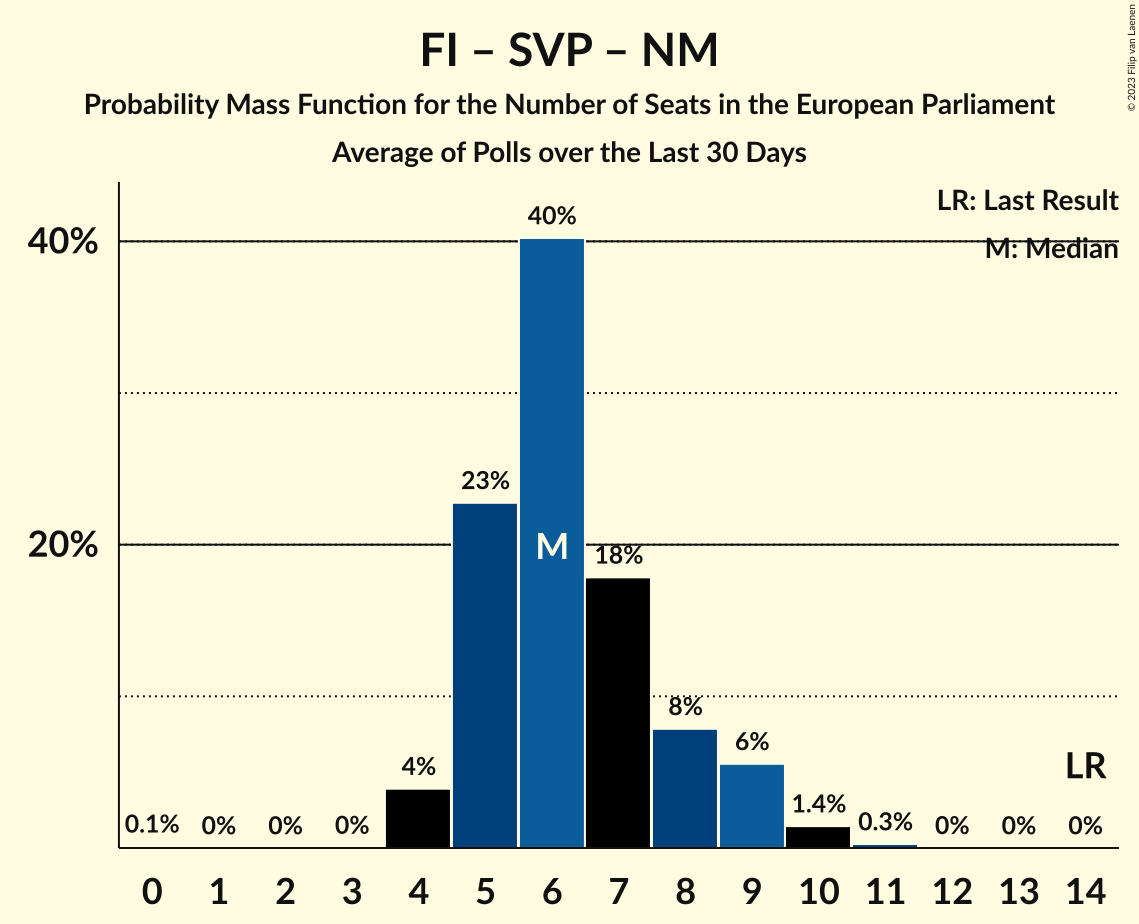 FI – SVP – NM
Probability Mass Function for the Number of Seats in the European Parliament
Average of Polls over the Last 30 Days
© 2023 Filip van Laenen
LR: Last Result
M: Median
40%
20%
0.1%
0%
0%
0%
4%
23%
40%
M
18%
8%
6%
1.4%
0.3%
0%
0%
0%
LR
0 1 2 3 4 5 6 7 8 9 10 11 12 13 14